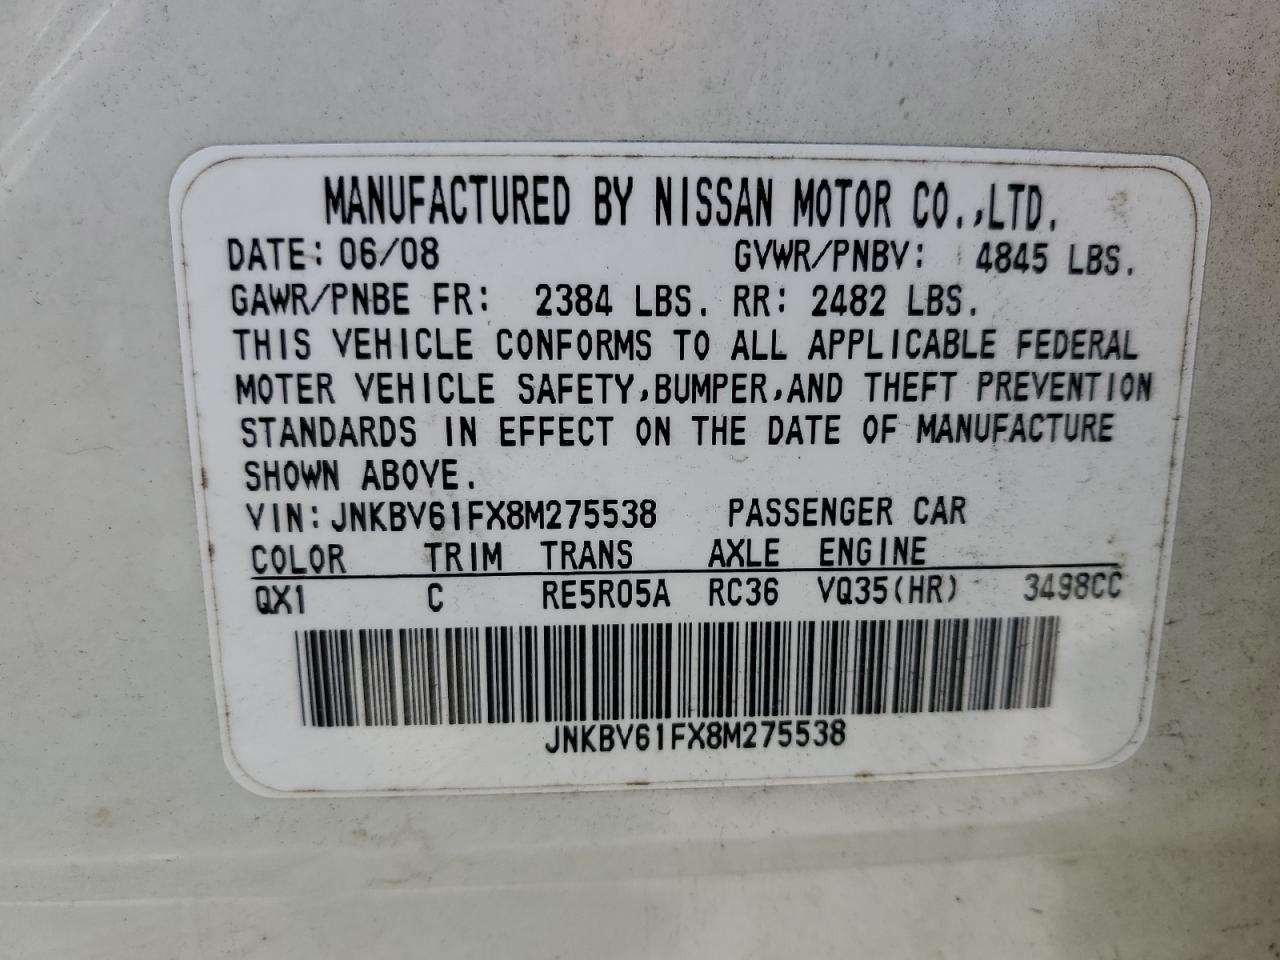 MANUFACTURED BY NISSAN MOTOR CO.,LTD.
DATE: 06/08 GVWR/PNBV: 4845 LBS.
GAWR/PNBE FR: 2384 LBS. RR: 2482 LBS.
THIS VEHICLE CONFORMS TO ALL APPLICABLE FEDERAL
MOTER VEHICLE SAFETY,BUMPER,AND THEFT PREVENTION
STANDARDS IN EFFECT ON THE DATE OF MANUFACTURE
SHOWN ABOVE.
VIN: JNKBV61FX8M275538 PASSENGER CAR
COLOR TRIM TRANS AXLE ENGINE
QX1 C RE5R05A RC36 VQ35(HR) 3498CC
JNKBV61FX8M275538